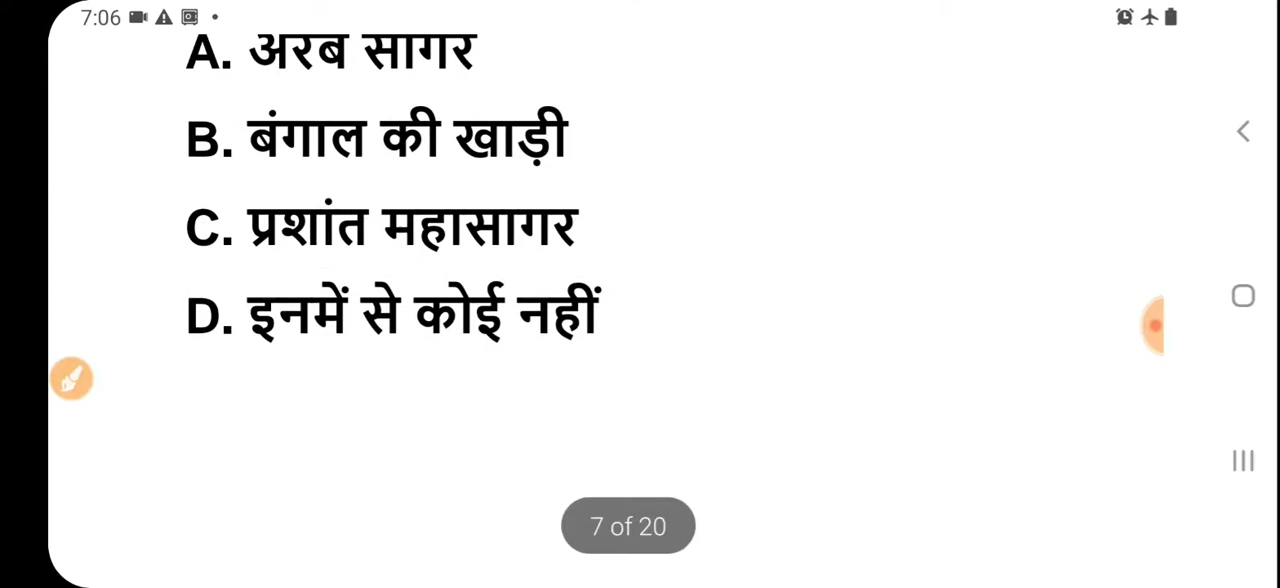 7:06
A. अरब सागर
B. बंगाल की खाड़ी
C. प्रशांत महासागर
D. इनमें से कोई नहीं
7 of 20